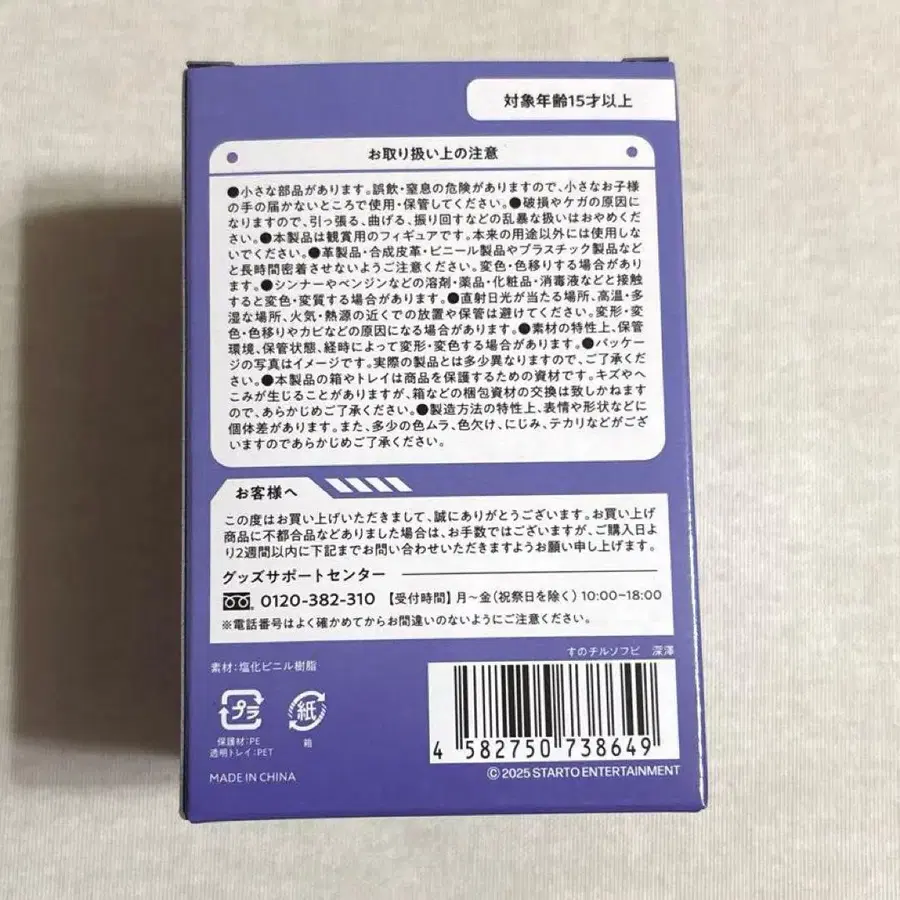 対象年齢15才以上
お取り扱い上の注意
●小さな部品があります。誤飲・窒息の危険がありますので、小さなお子様
の手の届かないところで使用・保管してください。●破損やケガの原因に
なりますので、引っ張る、曲げる、振り回すなどの乱暴な扱いはおやめくだ
さい。●本製品は観賞用のフィギュアです。本来の用途以外には使用しな
いでください。●革製品・合成皮革・ビニール製品やプラスチック製品など
と長時間密着させないようご注意ください。変色・色移りする場合があり
ます。●シンナーやベンジンなどの溶剤・薬品・化粧品・消毒液などと接触
すると変色・変質する場合があります。●直射日光が当たる場所、高温・多
湿な場所、火気・熱源の近くでの放置や保管は避けてください。変形・変
色・色移りやカビなどの原因になる場合があります。●素材の特性上、保管
環境、保管状態、経時によって変形・変色する場合があります。●パッケー
ジの写真はイメージです。実際の製品とは多少異なりますので、ご了承くだ
さい。●本製品の箱やトレイは商品を保護するための資材です。キズやへ
こみが生じることがありますが、箱などの梱包資材の交換は致しかねます
ので、あらかじめご了承ください。●製造方法の特性上、表情や形状などに
個体差があります。また、多少の色ムラ、色欠け、にじみ、テカリなどがござ
いますのであらかじめご了承ください。
お客様へ
この度はお買い上げいただきまして、誠にありがとうございます。お買い上げ
商品に不都合品などありました場合は、お手数ではございますが、ご購入日よ
り2週間以内に下記までお問い合わせいただきますようお願い申し上げます。
グッズサポートセンター
0120-382-310 【受付時間】月~金(祝祭日を除く)10:00~18:00
※電話番号はよく確かめてからお間違いのないようにご注意ください。
すのチルソフビ 深澤
素材:塩化ビニル樹脂
プラ
紙
保護材:PE
透明トレイ:PET
箱
4 582750 738649
MADE IN CHINA
©2025 STARTO ENTERTAINMENT